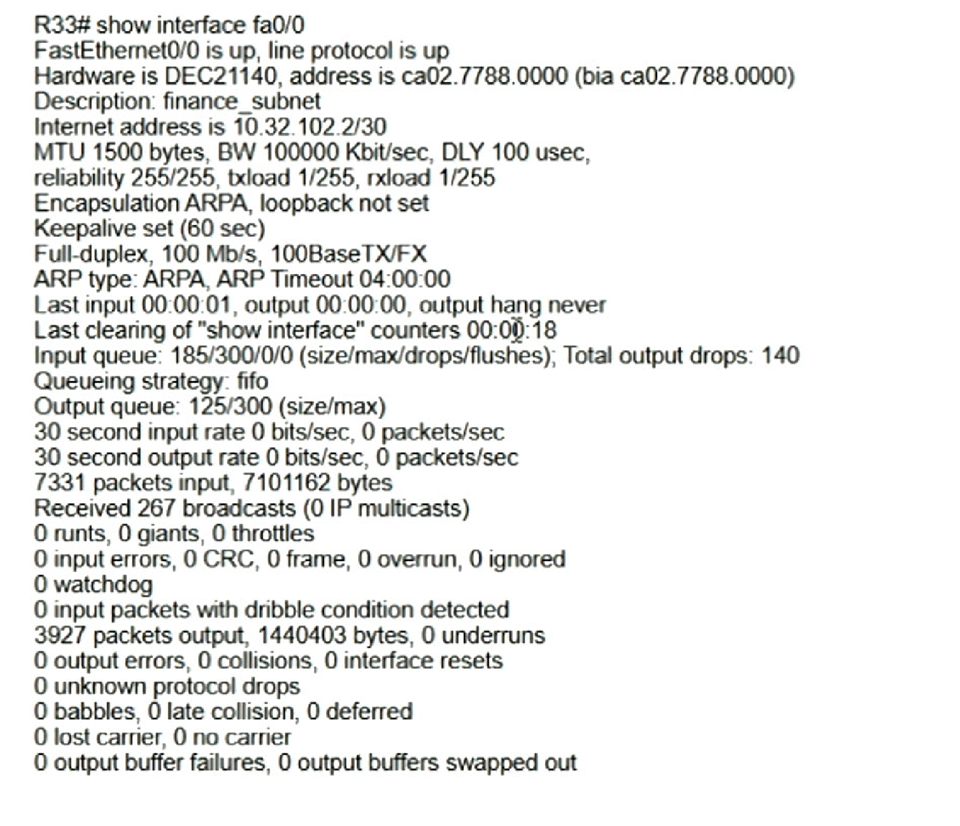 R33# show interface fa0/0
FastEthernet0/0 is up, line protocol is up
Hardware is DEC21140, address is ca02.7788.0000 (bia ca02.7788.0000)
Description: finance_subnet
Internet address is 10.32.102.2/30
MTU 1500 bytes, BW 100000 Kbit/sec, DLY 100 usec,
reliability 255/255, txload 1/255, rxload 1/255
Encapsulation ARPA, loopback not set
Keepalive set (60 sec)
Full-duplex, 100 Mb/s, 100BaseTX/FX
ARP type: ARPA, ARP Timeout 04:00:00
Last input 00:00:01, output 00:00:00, output hang never
Last clearing of "show interface" counters 00:00:18
Input queue: 185/300/0/0 (size/max/drops/flushes); Total output drops: 140
Queueing strategy: fifo
Output queue: 125/300 (size/max)
30 second input rate 0 bits/sec, 0 packets/sec
30 second output rate 0 bits/sec, 0 packets/sec
7331 packets input, 7101162 bytes
Received 267 broadcasts (0 IP multicasts)
0 runts, 0 giants, 0 throttles
0 input errors, 0 CRC, 0 frame, 0 overrun, 0 ignored
0 watchdog
0 input packets with dribble condition detected
3927 packets output, 1440403 bytes, 0 underruns
0 output errors, 0 collisions, 0 interface resets
0 unknown protocol drops
0 babbles, 0 late collision, 0 deferred
0 lost carrier, 0 no carrier
0 output buffer failures, 0 output buffers swapped out